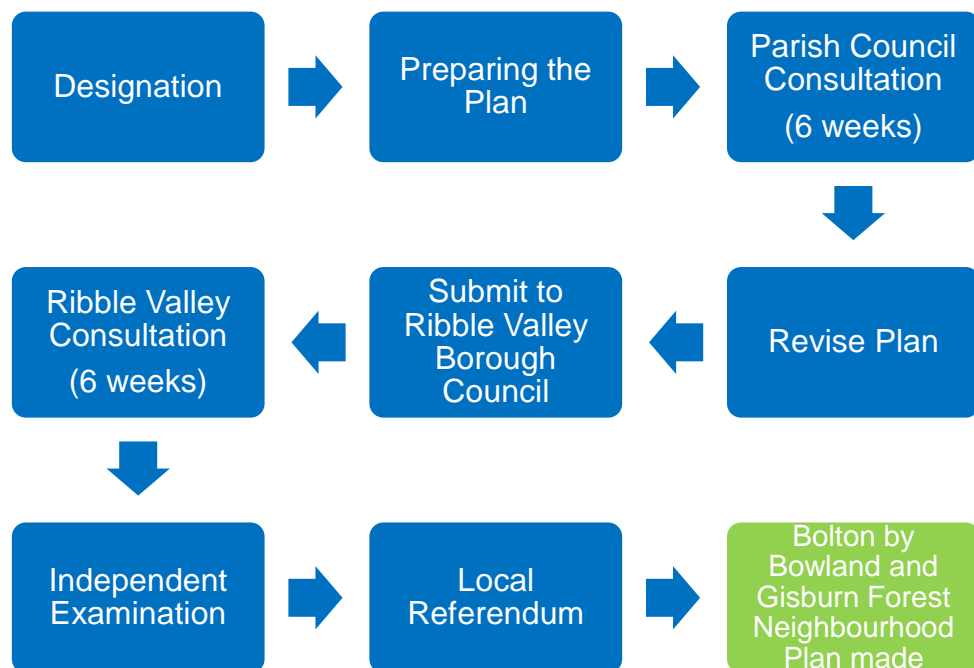 Designation
Preparing the
Plan
Parish Council
Consultation
(6 weeks)
Revise Plan
Submit to
Ribble Valley
Borough
Council
Ribble Valley
Consultation
(6 weeks)
Independent
Examination
Local
Referendum
Bolton by
Bowland and
Gisburn Forest
Neighbourhood
Plan made